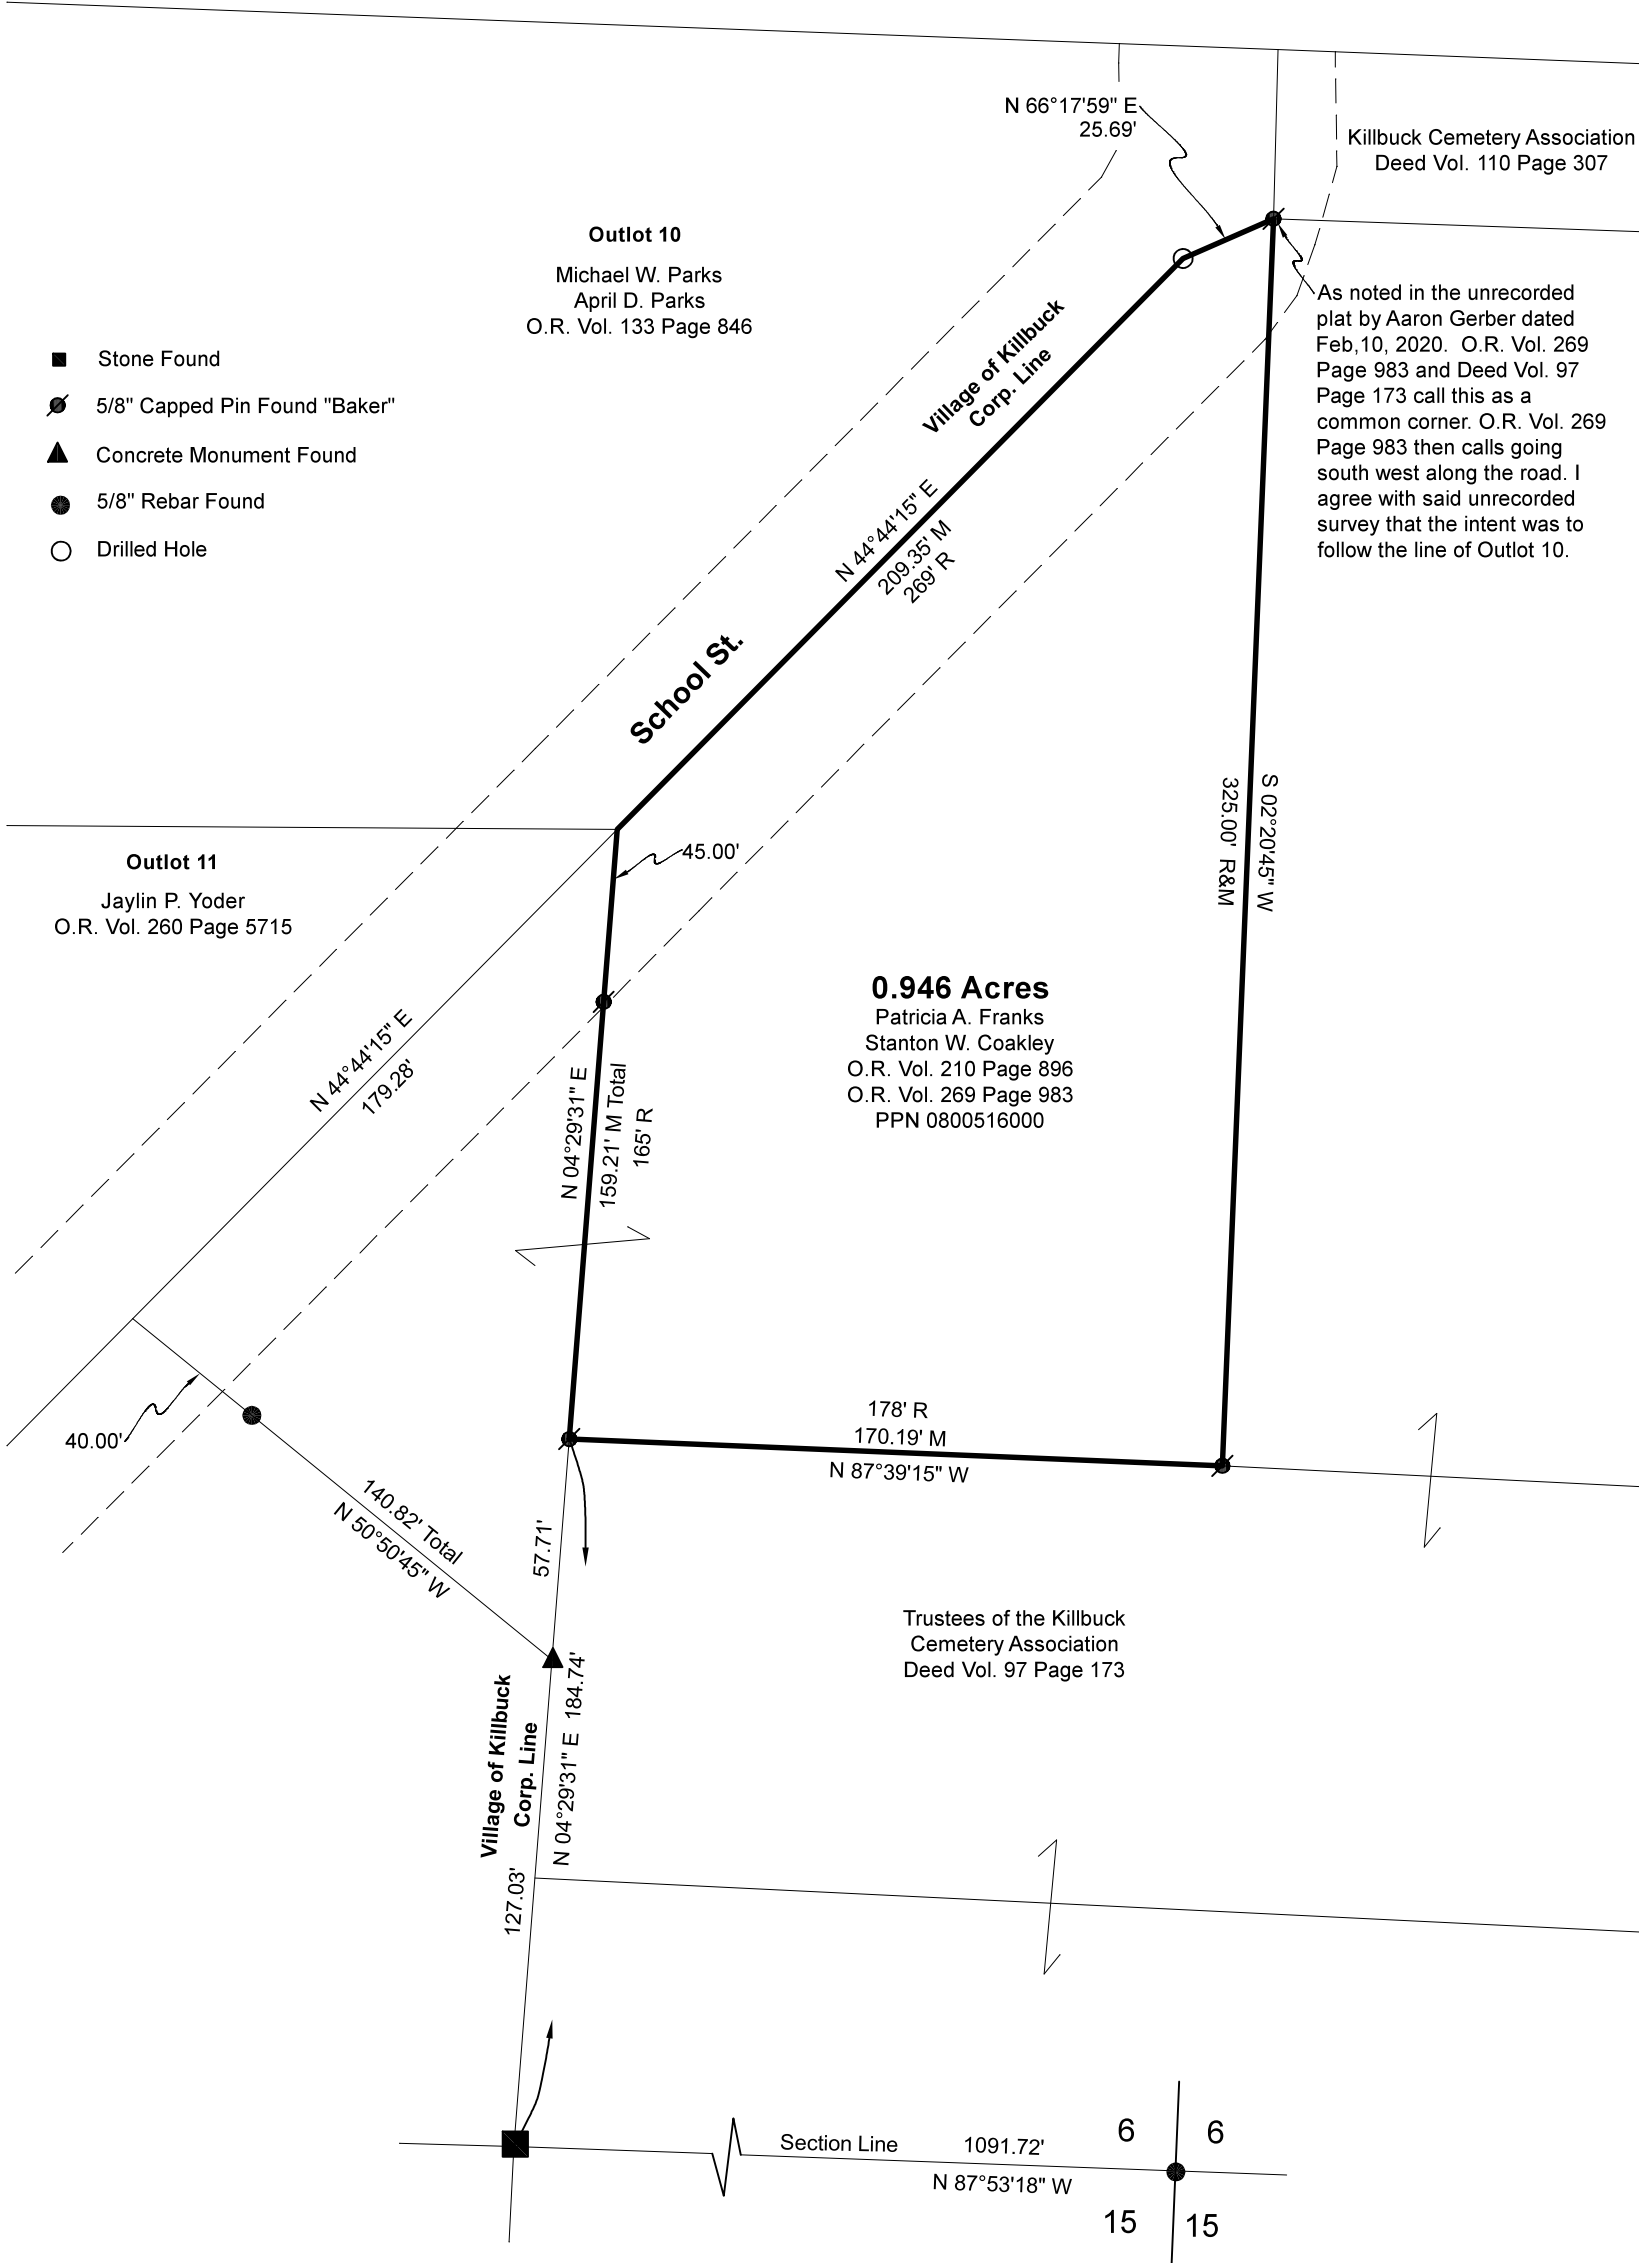 N 66°17'59" E
25.69'
Killbuck Cemetery Association
Deed Vol. 110 Page 307
Outlot 10
Michael W. Parks
April D. Parks
O.R. Vol. 133 Page 846
Stone Found
5/8" Capped Pin Found "Baker"
Concrete Monument Found
5/8" Rebar Found
Drilled Hole
Village of Killbuck
Corp. Line
As noted in the unrecorded
plat by Aaron Gerber dated
Feb,10, 2020.  O.R. Vol. 269
Page 983 and Deed Vol. 97
Page 173 call this as a
common corner. O.R. Vol. 269
Page 983 then calls going
south west along the road. I
agree with said unrecorded
survey that the intent was to
follow the line of Outlot 10.
N 44°44'15" E
209.35' M
269' R
School St.
S 02°20'45" W
325.00'  R&M
45.00'
Outlot 11
Jaylin P. Yoder
O.R. Vol. 260 Page 5715
0.946 Acres
Patricia A. Franks
Stanton W. Coakley
O.R. Vol. 210 Page 896
O.R. Vol. 269 Page 983
PPN 0800516000
N 44°44'15" E
179.28'
N 04°29'31" E
159.21' M Total
165' R
178' R
170.19' M
N 87°39'15" W
40.00'
140.82' Total
N 50°50'45" W
57.71'
Trustees of the Killbuck
Cemetery Association
Deed Vol. 97 Page 173
Village of Killbuck
Corp. Line
N 04°29'31" E  184.74'
127.03'
Section Line
1091.72'
N 87°53'18" W
6
6
15
15